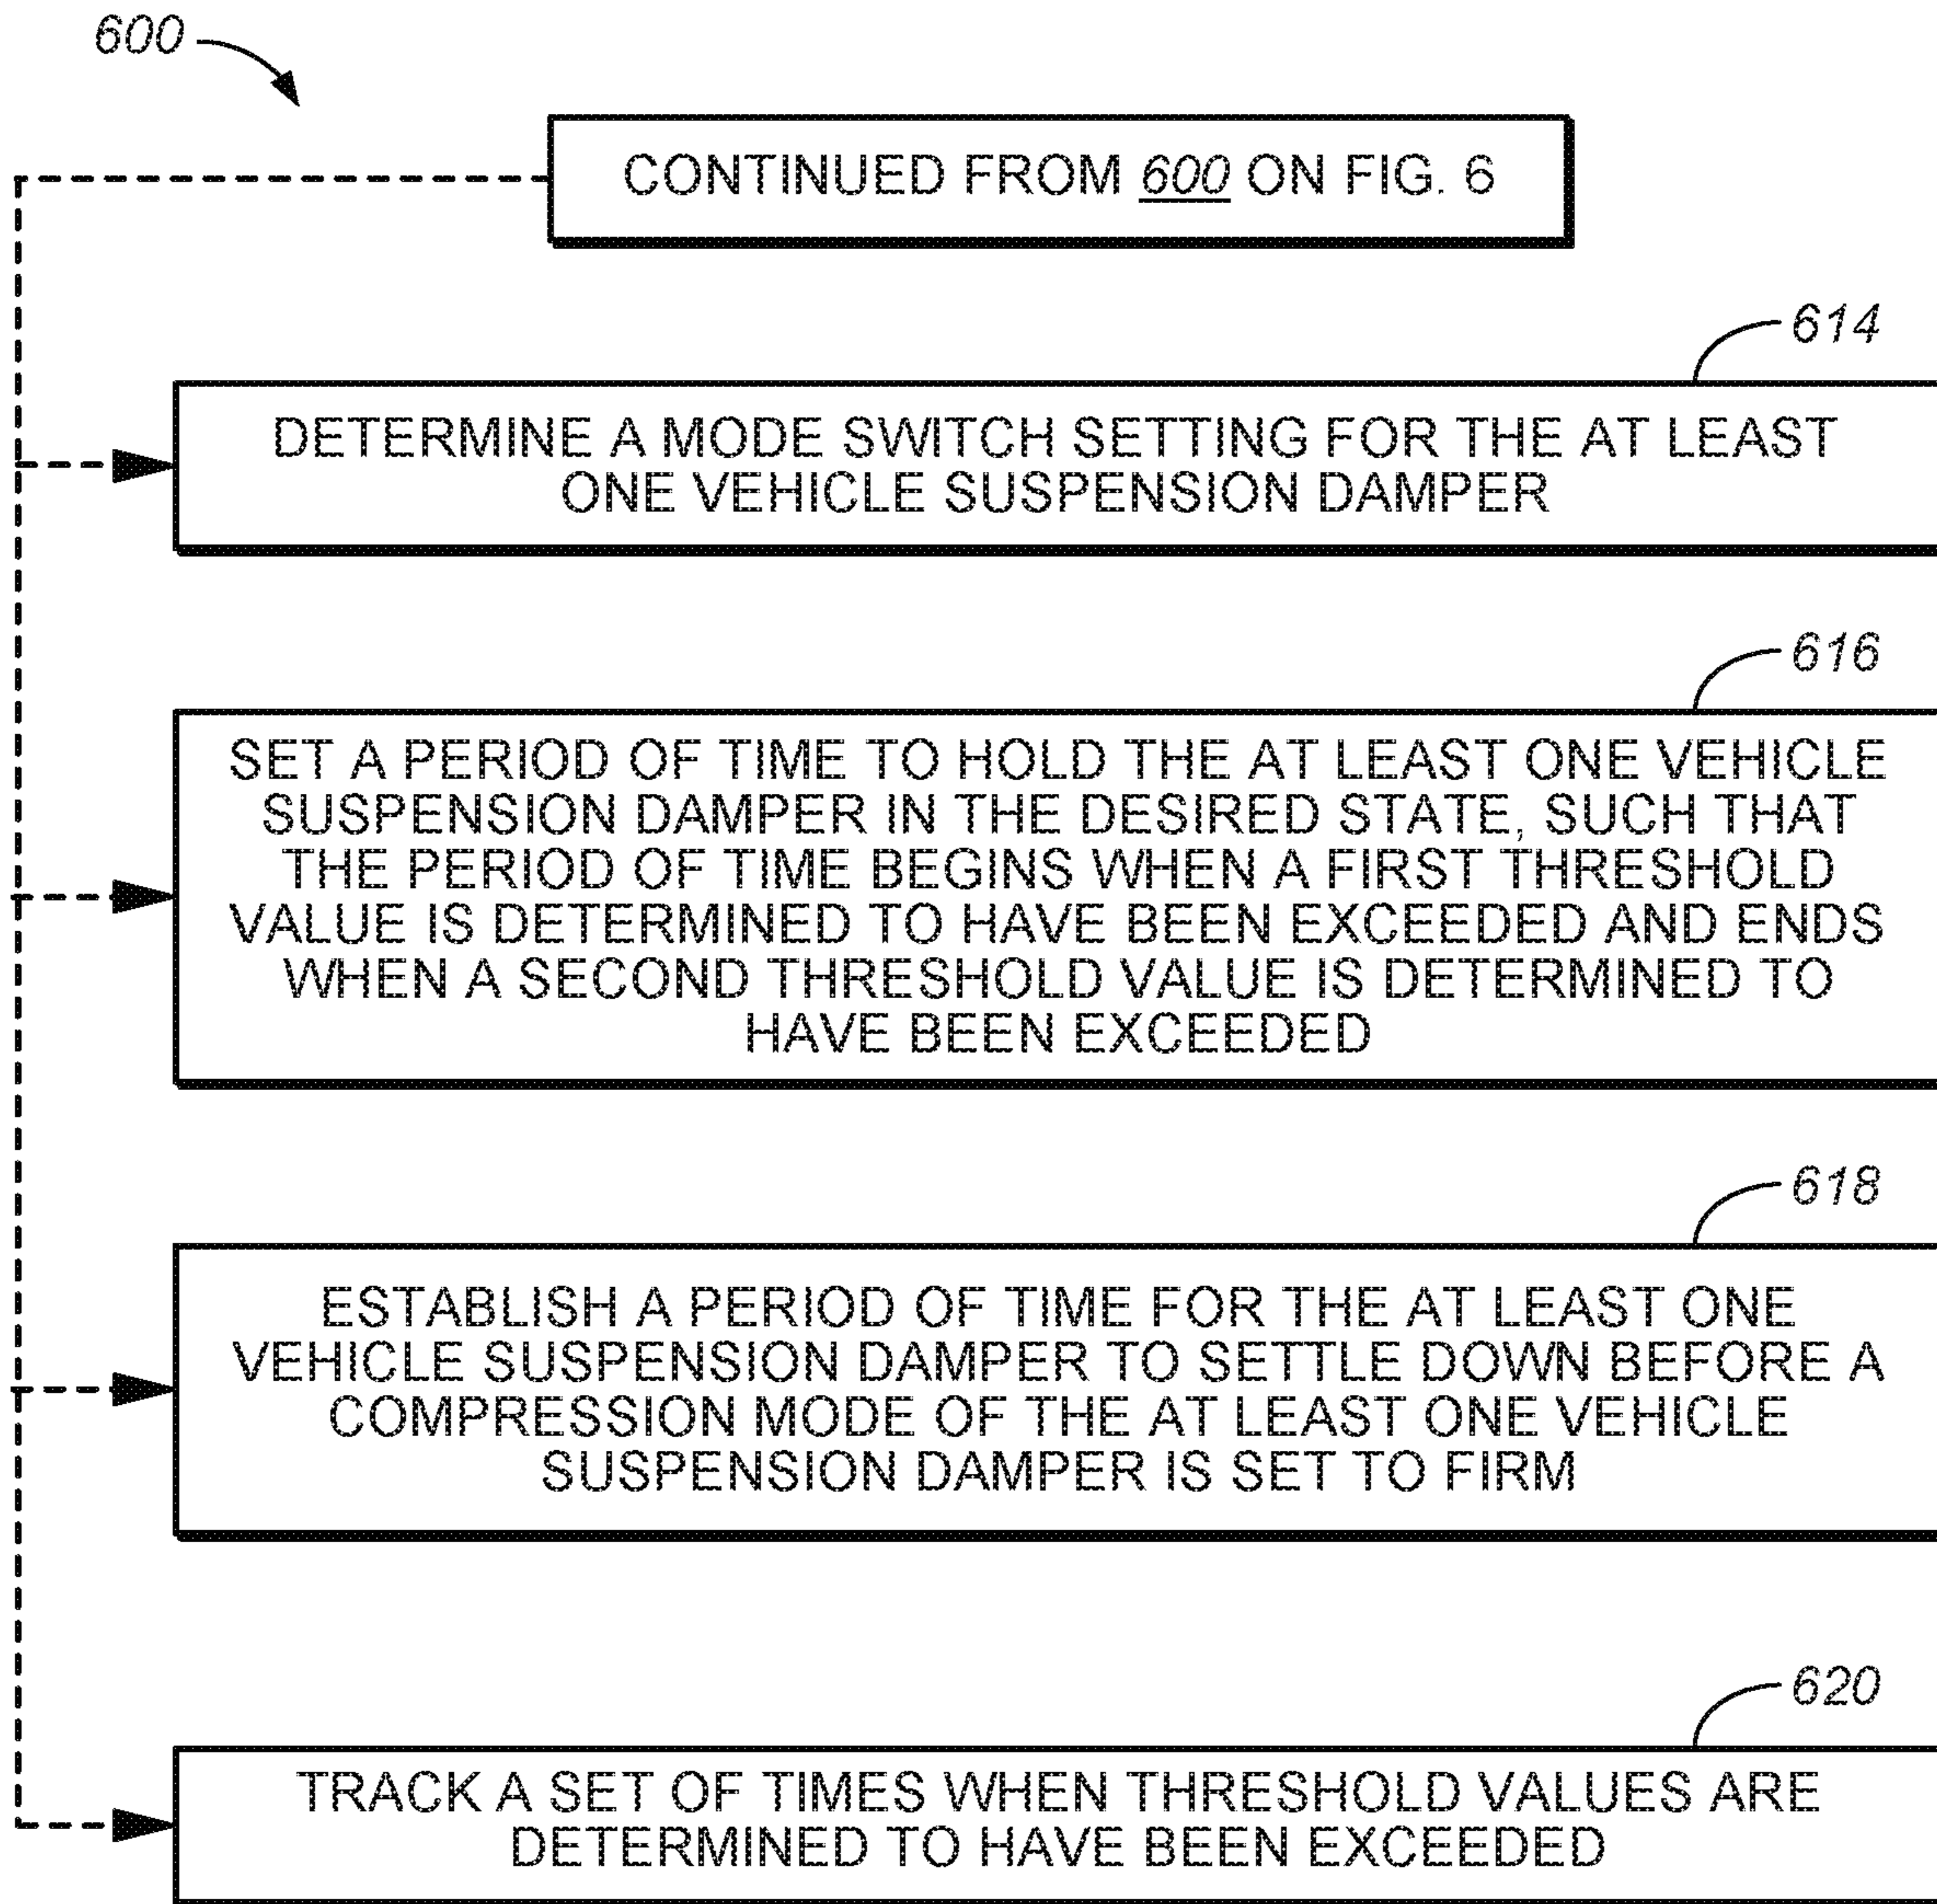 600
CONTINUED FROM 600 ON FIG. 6
614
DETERMINE A MODE SWITCH SETTING FOR THE AT LEAST
ONE VEHICLE SUSPENSION DAMPER
616
SET A PERIOD OF TIME TO HOLD THE AT LEAST ONE VEHICLE
SUSPENSION DAMPER IN THE DESIRED STATE, SUCH THAT
THE PERIOD OF TIME BEGINS WHEN A FIRST THRESHOLD
VALUE IS DETERMINED TO HAVE BEEN EXCEEDED AND ENDS
WHEN A SECOND THRESHOLD VALUE IS DETERMINED TO
HAVE BEEN EXCEEDED
618
ESTABLISH A PERIOD OF TIME FOR THE AT LEAST ONE
VEHICLE SUSPENSION DAMPER TO SETTLE DOWN BEFORE A
COMPRESSION MODE OF THE AT LEAST ONE VEHICLE
SUSPENSION DAMPER IS SET TO FIRM
620
TRACK A SET OF TIMES WHEN THRESHOLD VALUES ARE
DETERMINED TO HAVE BEEN EXCEEDED